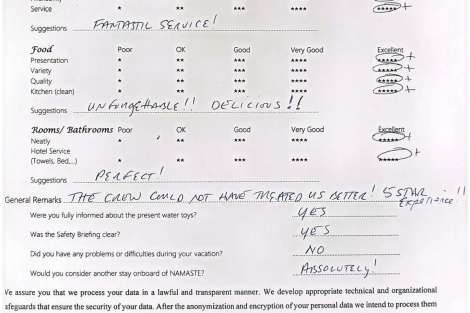 Service * ** *** **** ***** +
Suggestions FANTASTIC SERVICE!
Food Poor OK Good Very Good Excellent
Presentation * ** *** **** ***** +
Variety * ** *** **** ***** +
Quality * ** *** **** ***** +
Kitchen (clean) * ** *** **** ***** +
Suggestions UNFORGETTABLE!! DELICIOUS!!
Rooms/ Bathrooms Poor OK Good Very Good Excellent
Neatly * ** *** **** ***** +
Hotel Service
(Towels, Bed,...) * ** *** **** ***** +
Suggestions PERFECT!
General Remarks THE CREW COULD NOT HAVE TREATED US BETTER! 5 STAR
Experience!!
Were you fully informed about the present water toys? YES
Was the Safety Briefing clear? YES
Did you have any problems or difficulties during your vacation? NO
Would you consider another stay onboard of NAMASTE? ABSOLUTELY!
We assure you that we process your data in a lawful and transparent manner. We develop appropriate technical and organizational
afeguards that ensure the security of your data. After the anonymization and encryption of your personal data we intend to process them